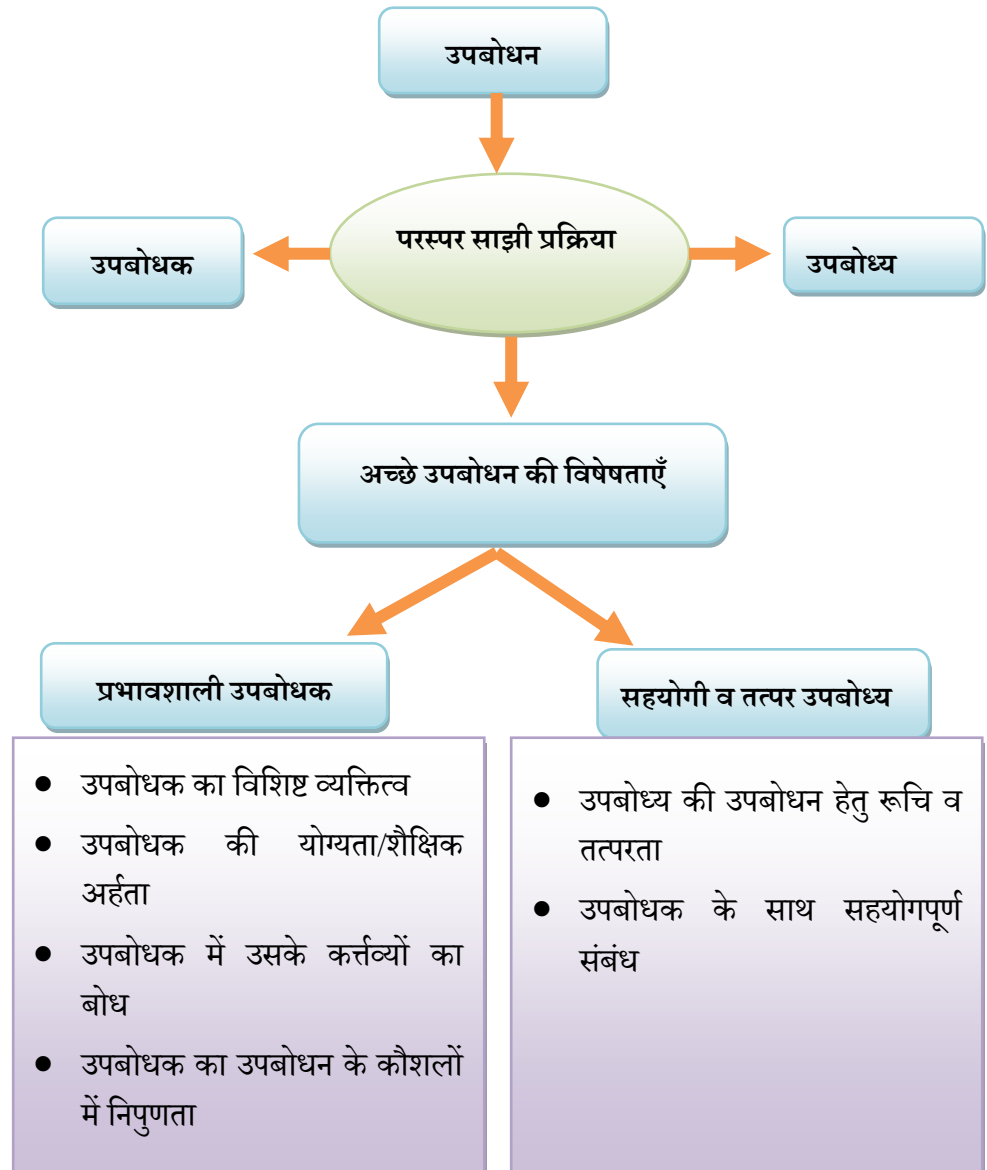 उपबोधन
परस्पर साझी प्रक्रिया
उपबोधक
उपबोध्य
अच्छे उपबोधन की विषेषताएँ
प्रभावशाली उपबोधक
● उपबोधक का विशिष्ट व्यक्तित्व
● उपबोधक की योग्यता/शैक्षिक
अर्हता
● उपबोधक में उसके कर्त्तव्यों का
बोध
● उपबोधक का उपबोधन के कौशलों
में निपुणता
सहयोगी व तत्पर उपबोध्य
● उपबोध्य की उपबोधन हेतु रूचि व
तत्परता
● उपबोधक के साथ सहयोगपूर्ण
संबंध